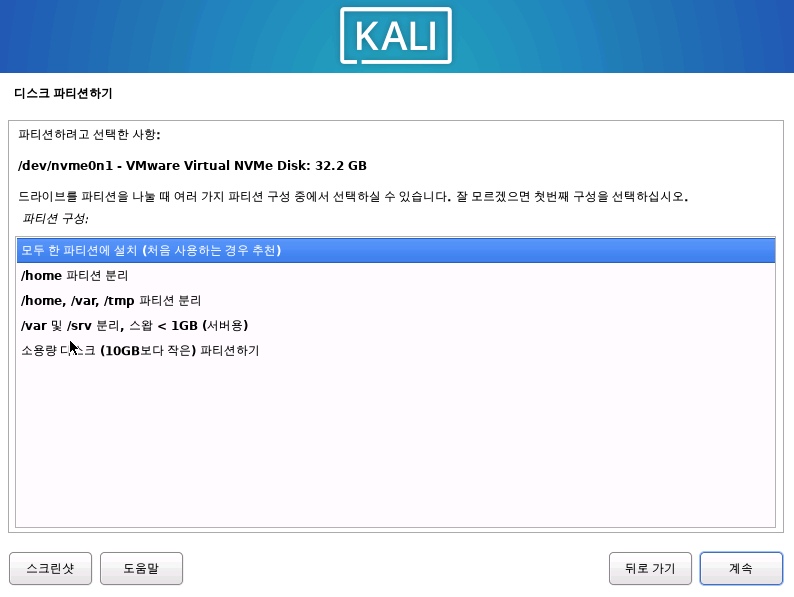 KALI
디스크 파티션하기
파티션하려고 선택한 사항:
/dev/nvme0n1 - VMware Virtual NVMe Disk: 32.2 GB
드라이브를 파티션을 나눌 때 여러 가지 파티션 구성 중에서 선택하실 수 있습니다. 잘 모르겠으면 첫번째 구성을 선택하십시오.
파티션 구성:
모두 한 파티션에 설치 (처음 사용하는 경우 추천)
/home 파티션 분리
/home, /var, /tmp 파티션 분리
/var 및 /srv 분리, 스왑 < 1GB (서버용)
소용량 디스크 (10GB보다 작은) 파티션하기
스크린샷
도움말
뒤로 가기
계속